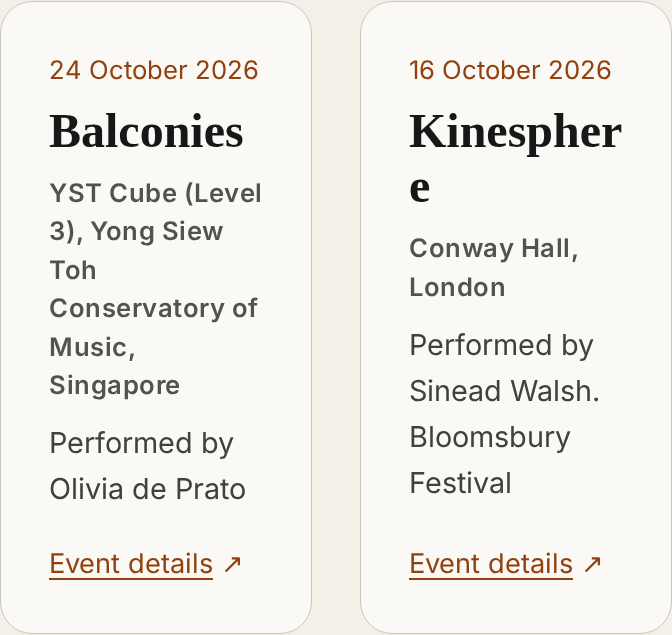 24 October 2026
Balconies
YST Cube (Level
3), Yong Siew
Toh
Conservatory of
Music,
Singapore
Performed by
Olivia de Prato
Event details ↗
16 October 2026
Kinespher
e
Conway Hall,
London
Performed by
Sinead Walsh.
Bloomsbury
Festival
Event details ↗